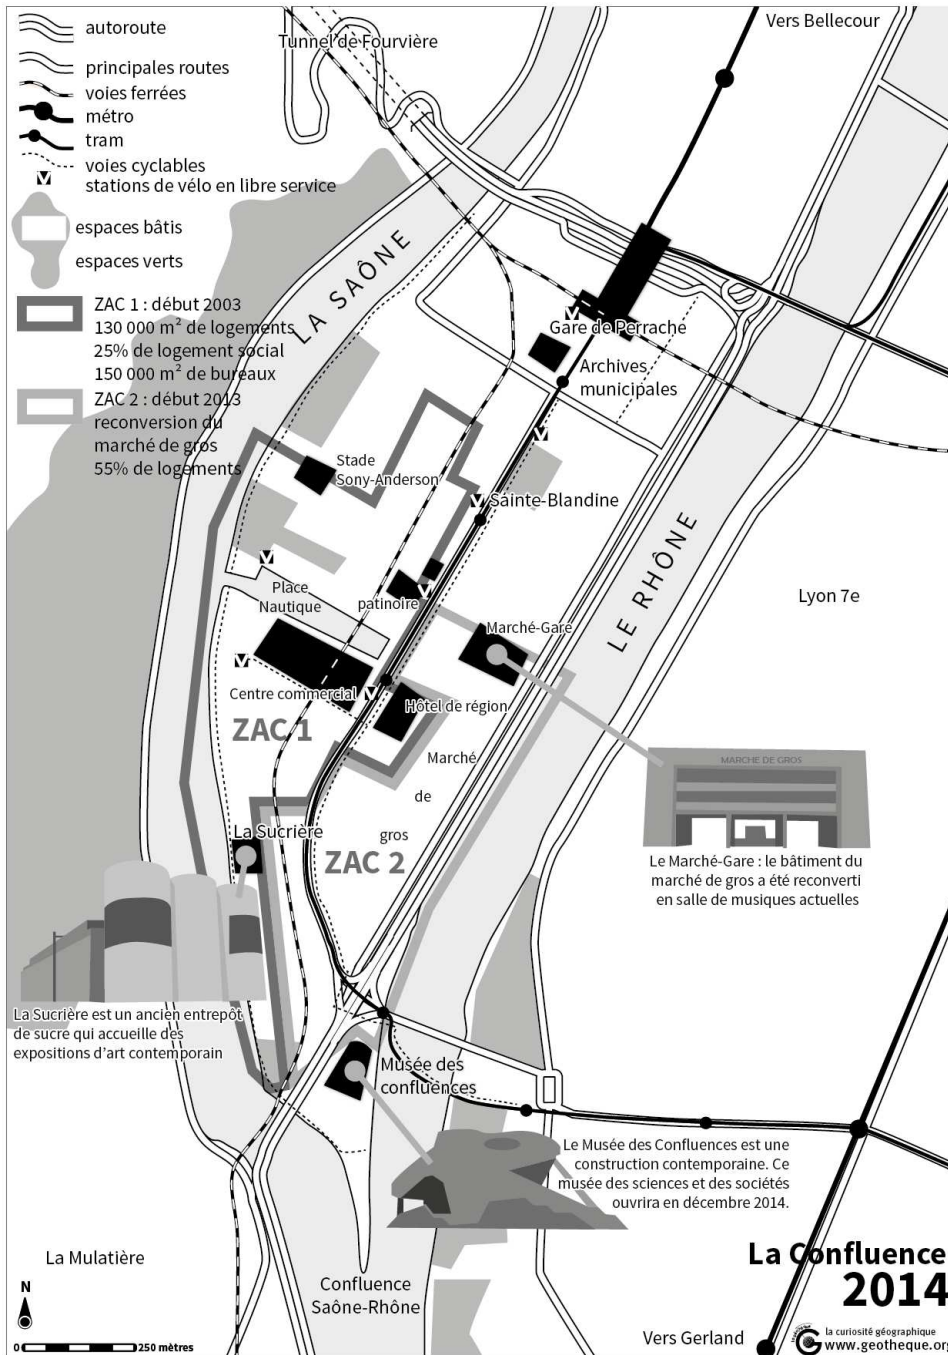 autoroute
principales routes
voies ferrées
métro
tram
voies cyclables
stations de vélo en libre service
espaces bâtis
espaces verts
ZAC 1 : début 2003
130 000 m² de logements
25% de logement social
150 000 m² de bureaux
ZAC 2 : début 2013
reconversion du
marché de gros
55% de logements
Tunnel de Fourvière
Vers Bellecour
LA SAÔNE
Gare de Perrache
Archives
municipales
Stade
Sony-Anderson
Sainte-Blandine
LE RHÔNE
Place
Nautique
patinoire
Lyon 7e
Marché-Gare
Centre commercial
Hôtel de région
ZAC 1
Marché
de
gros
MARCHE DE GROS
La Sucrière
ZAC 2
Le Marché-Gare : le bâtiment du
marché de gros a été reconverti
en salle de musiques actuelles
La Sucrière est un ancien entrepôt
de sucre qui accueille des
expositions d'art contemporain
Musée des
confluences
Le Musée des Confluences est une
construction contemporaine. Ce
musée des sciences et des sociétés
ouvrira en décembre 2014.
La Mulatière
La Confluence
2014
Confluence
Saône-Rhône
N
0 250 mètres
Vers Gerland
la curiosité géographique
www.geotheque.org